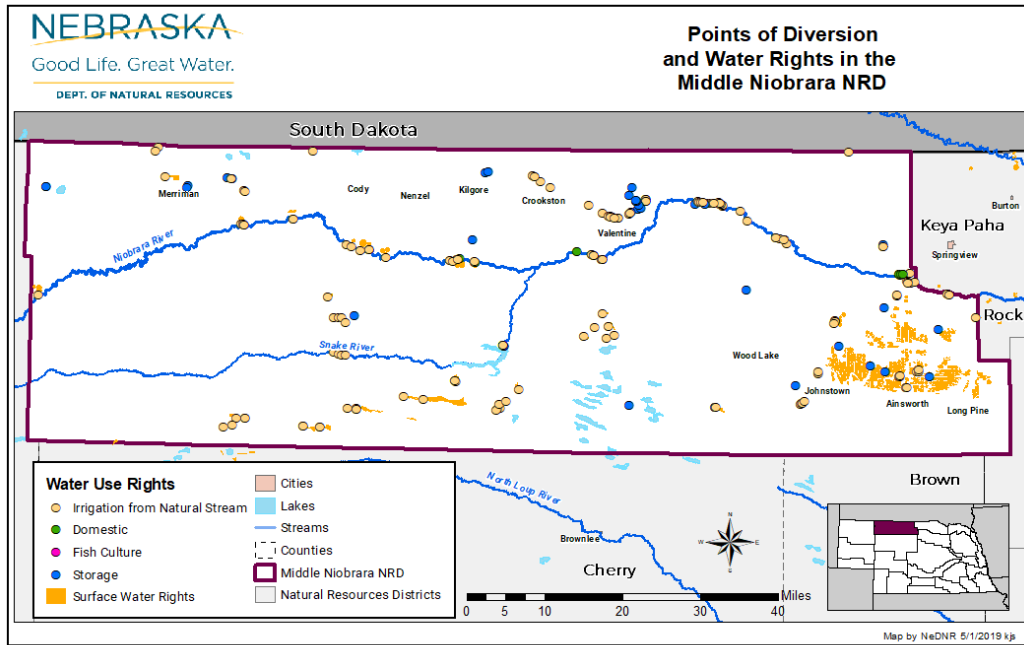 NEBRASKA
Good Life. Great Water.
DEPT. OF NATURAL RESOURCES
Points of Diversion
and Water Rights in the
Middle Niobrara NRD
South Dakota
Merriman
Cody
Nenzel
Kilgore
Crookston
Valentine
Burton
Keya Paha
Springview
Niobrara River
Rock
Snake River
Wood Lake
Johnstown
Ainsworth
Long Pine
North Loup River
Brown
Brownlee
Cherry
Water Use Rights
Irrigation from Natural Stream
Domestic
Fish Culture
Storage
Surface Water Rights
Cities
Lakes
Streams
Counties
Middle Niobrara NRD
Natural Resources Districts
N
W
E
S
Miles
0 5 10 20 30 40
Map by NeDNR 5/1/2019 kjs